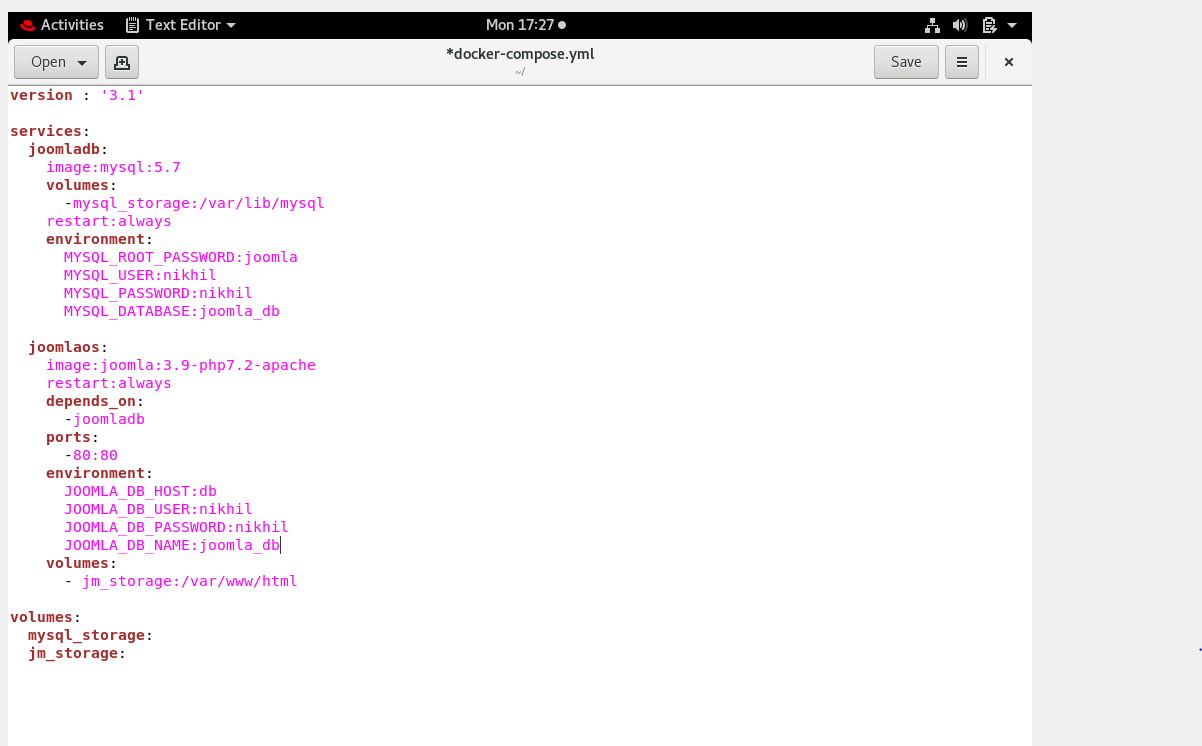 Activities Text Editor Mon 17:27
Open *docker-compose.yml Save
~/
version : '3.1'

services:
  joomladb:
    image:mysql:5.7
    volumes:
      -mysql_storage:/var/lib/mysql
    restart:always
    environment:
      MYSQL_ROOT_PASSWORD:joomla
      MYSQL_USER:nikhil
      MYSQL_PASSWORD:nikhil
      MYSQL_DATABASE:joomla_db

  joomlaos:
    image:joomla:3.9-php7.2-apache
    restart:always
    depends_on:
      -joomladb
    ports:
      -80:80
    environment:
      JOOMLA_DB_HOST:db
      JOOMLA_DB_USER:nikhil
      JOOMLA_DB_PASSWORD:nikhil
      JOOMLA_DB_NAME:joomla_db
    volumes:
      - jm_storage:/var/www/html

volumes:
  mysql_storage:
  jm_storage: